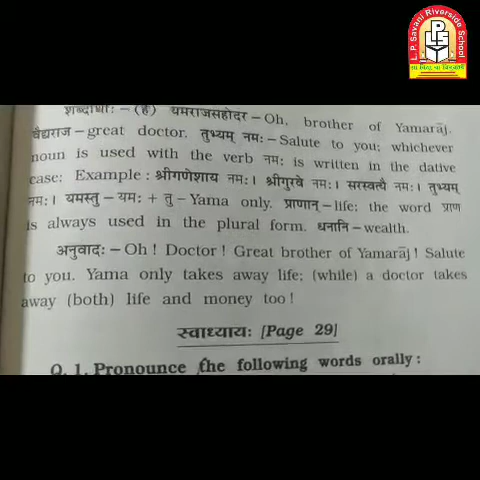 L. P. Savani Riverside School
LPS
शब्दार्थाः – (हे) यमराजसहोदर – Oh, brother of Yamarāj.
वैद्यराज – great doctor. तुभ्यम् नमः – Salute to you; whichever
noun is used with the verb नमः is written in the dative
case; Example : श्रीगणेशाय नमः। श्रीगुरवे नमः। सरस्वत्यै नमः। तुभ्यम्
नमः। यमस्तु – यमः + तु – Yama only. प्राणान् – life; the word प्राण
is always used in the plural form. धनानि – wealth.
अनुवादः – Oh ! Doctor ! Great brother of Yamarāj ! Salute
to you. Yama only takes away life; (while) a doctor takes
away (both) life and money too !
स्वाध्यायः [Page 29]
Q. 1. Pronounce the following words orally :